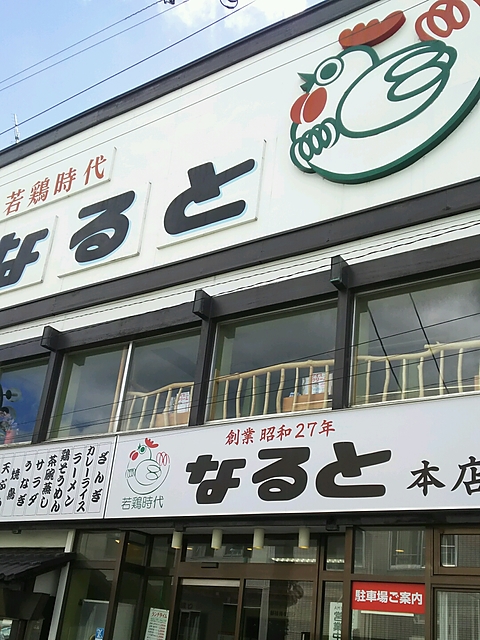 若鶏時代
なると
創業 昭和27年
なると 本店
若鶏時代
ざんぎ
カレーライス
ラーメン
鶏そうめん
茶碗蒸し
サラダ
うなぎ
焼鳥
駐車場ご案内